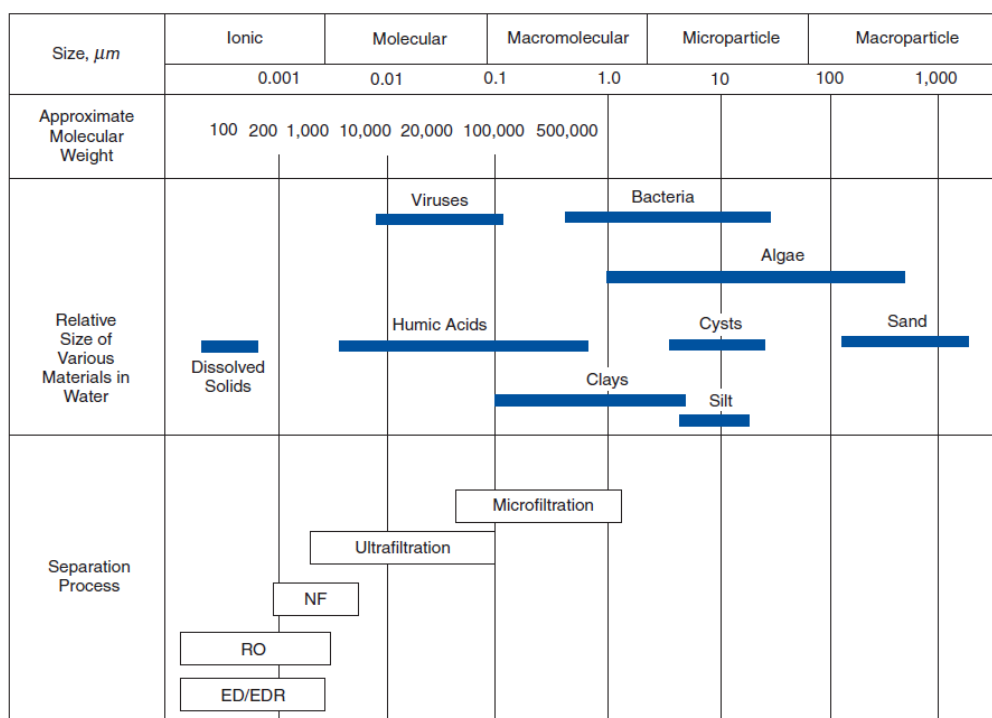 Size, μm
Ionic
Molecular
Macromolecular
Microparticle
Macroparticle
0.001
0.01
0.1
1.0
10
100
1,000
Approximate
Molecular
Weight
100 200 1,000 10,000 20,000 100,000 500,000
Relative
Size of
Various
Materials in
Water
Viruses
Bacteria
Algae
Humic Acids
Cysts
Sand
Dissolved
Solids
Clays
Silt
Separation
Process
Microfiltration
Ultrafiltration
NF
RO
ED/EDR